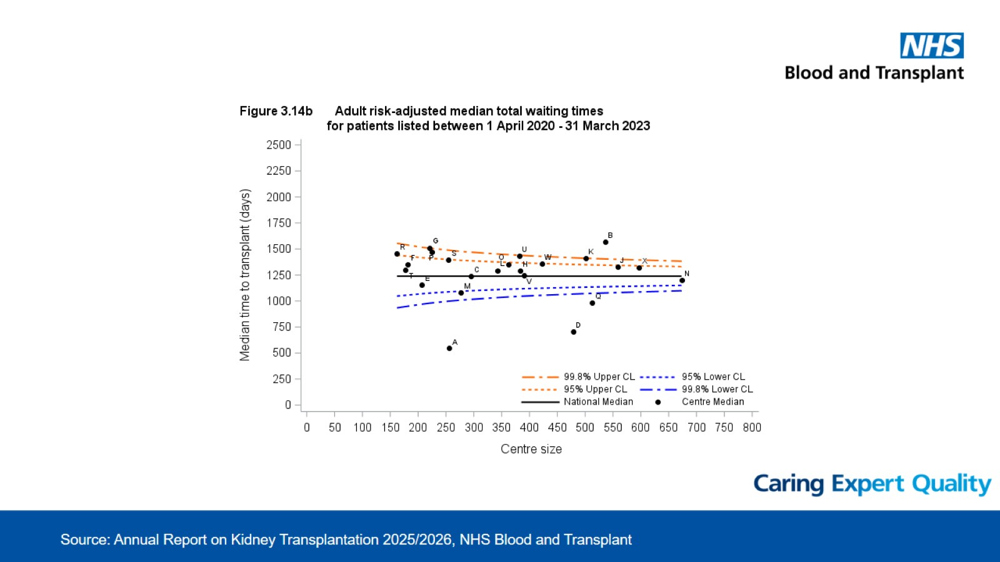 NHS
Blood and Transplant
Figure 3.14b Adult risk-adjusted median total waiting times
for patients listed between 1 April 2020 - 31 March 2023
2500
2250
2000
1750
1500
1250
1000
750
500
250
0
Median time to transplant (days)
B
G
R
K
U
S
F
P
O
W
J
X
L
H
C
N
T
E
V
M
Q
D
A
99.8% Upper CL
95% Lower CL
95% Upper CL
99.8% Lower CL
National Median
Centre Median
0 50 100 150 200 250 300 350 400 450 500 550 600 650 700 750 800
Centre size
Caring Expert Quality
Source: Annual Report on Kidney Transplantation 2025/2026, NHS Blood and Transplant